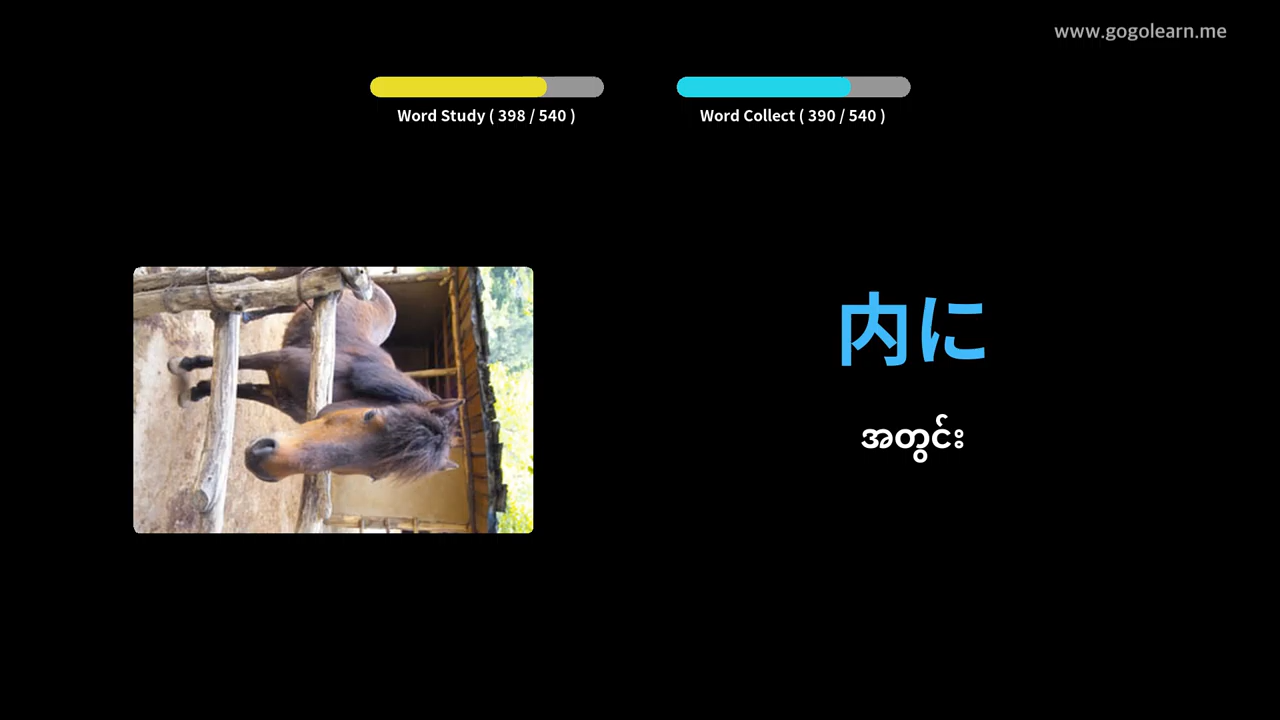 www.gogolearn.me
Word Study ( 398 / 540 )
Word Collect ( 390 / 540 )
内に
အတွင်း